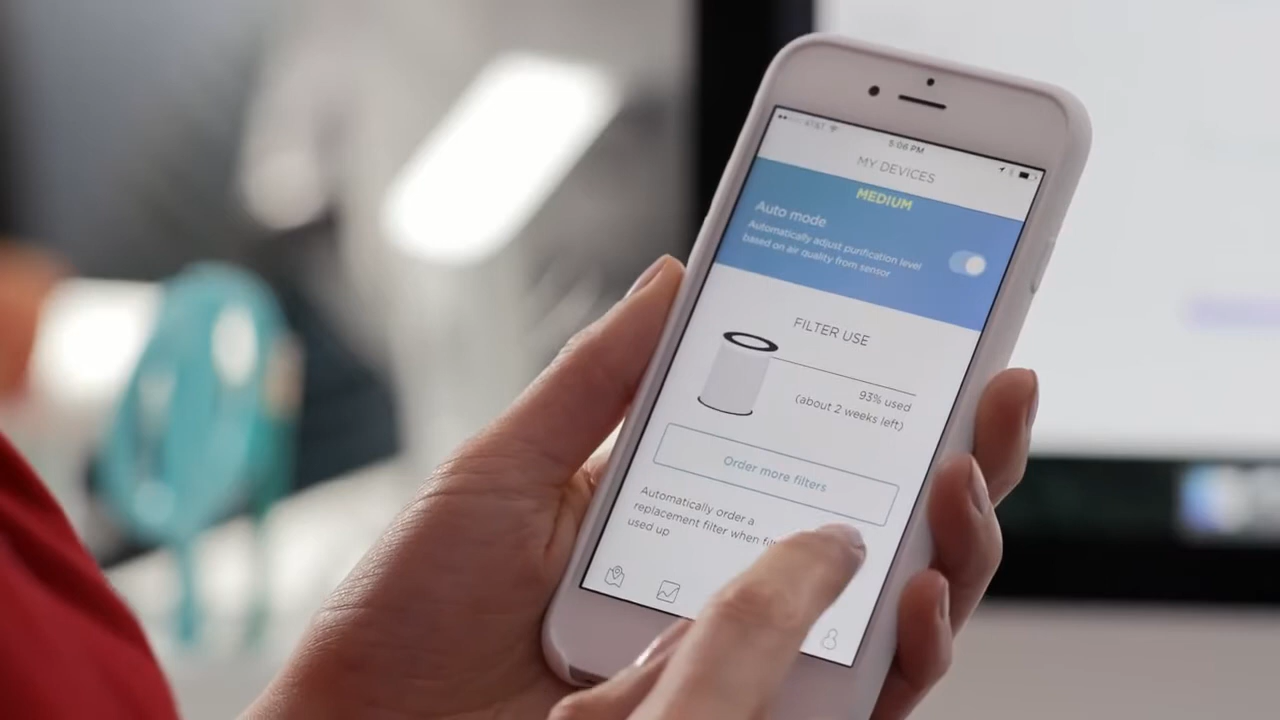 AT&T
5:06 PM
MY DEVICES
MEDIUM
Auto mode
Automatically adjust purification level
based on air quality from sensor
FILTER USE
93% used
(about 2 weeks left)
Order more filters
Automatically order a
replacement filter when
used up